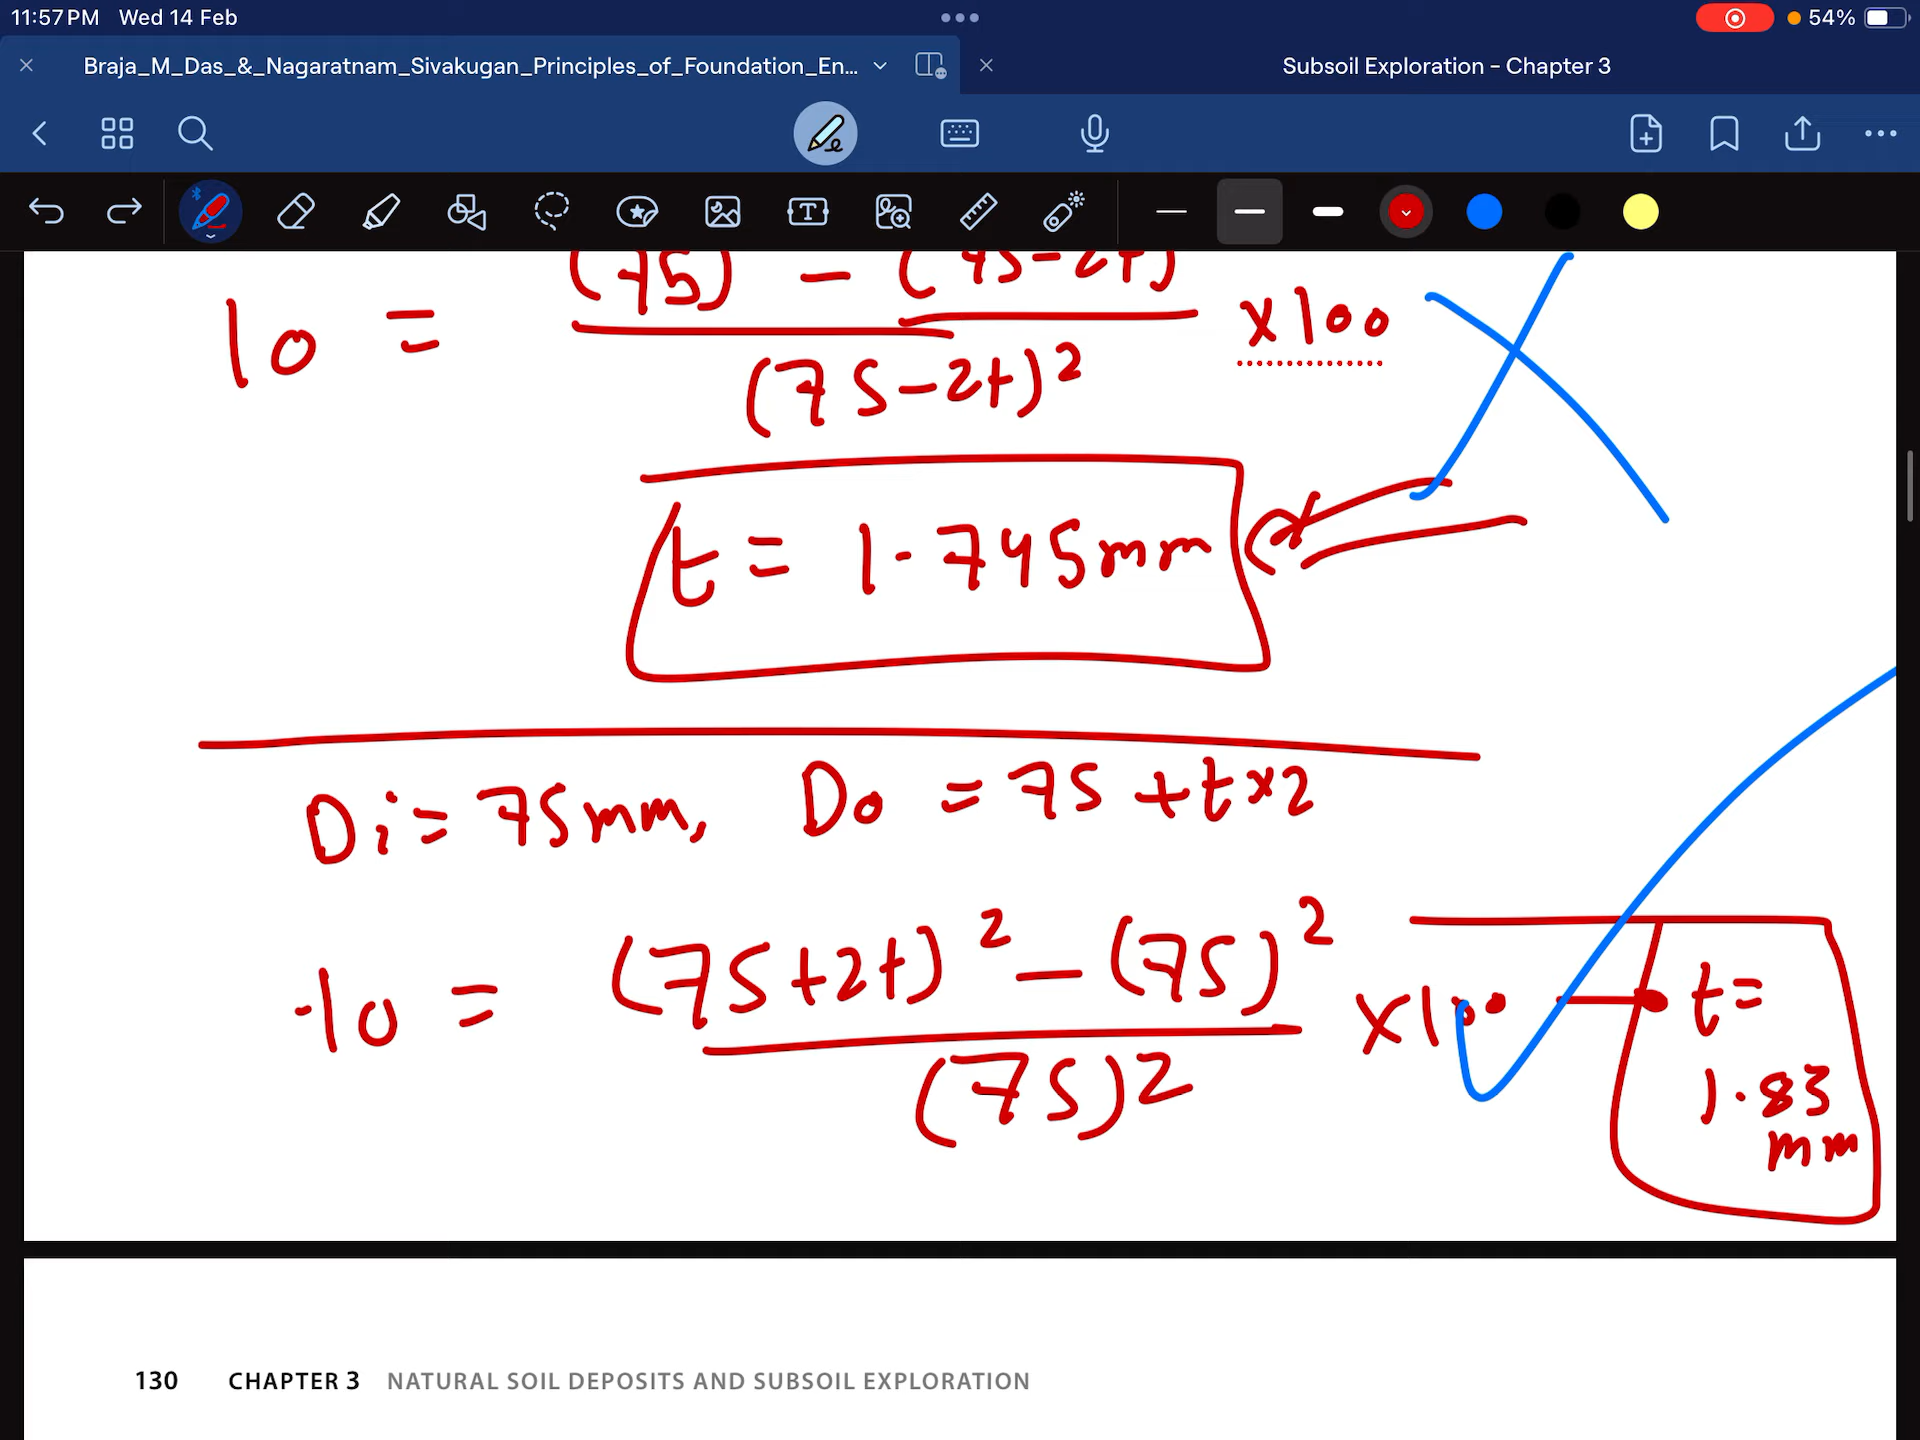 11:57 PM Wed 14 Feb
54%
Braja_M_Das_&_Nagaratnam_Sivakugan_Principles_of_Foundation_En...
Subsoil Exploration – Chapter 3
10 = (75) - (75-2t) x100
(75-2t)²
t = 1.745mm
Di = 75mm, Do = 75 + t x2
10 = (75+2t)² - (75)² x100
(75)²
t =
1.83
mm
130 CHAPTER 3 NATURAL SOIL DEPOSITS AND SUBSOIL EXPLORATION